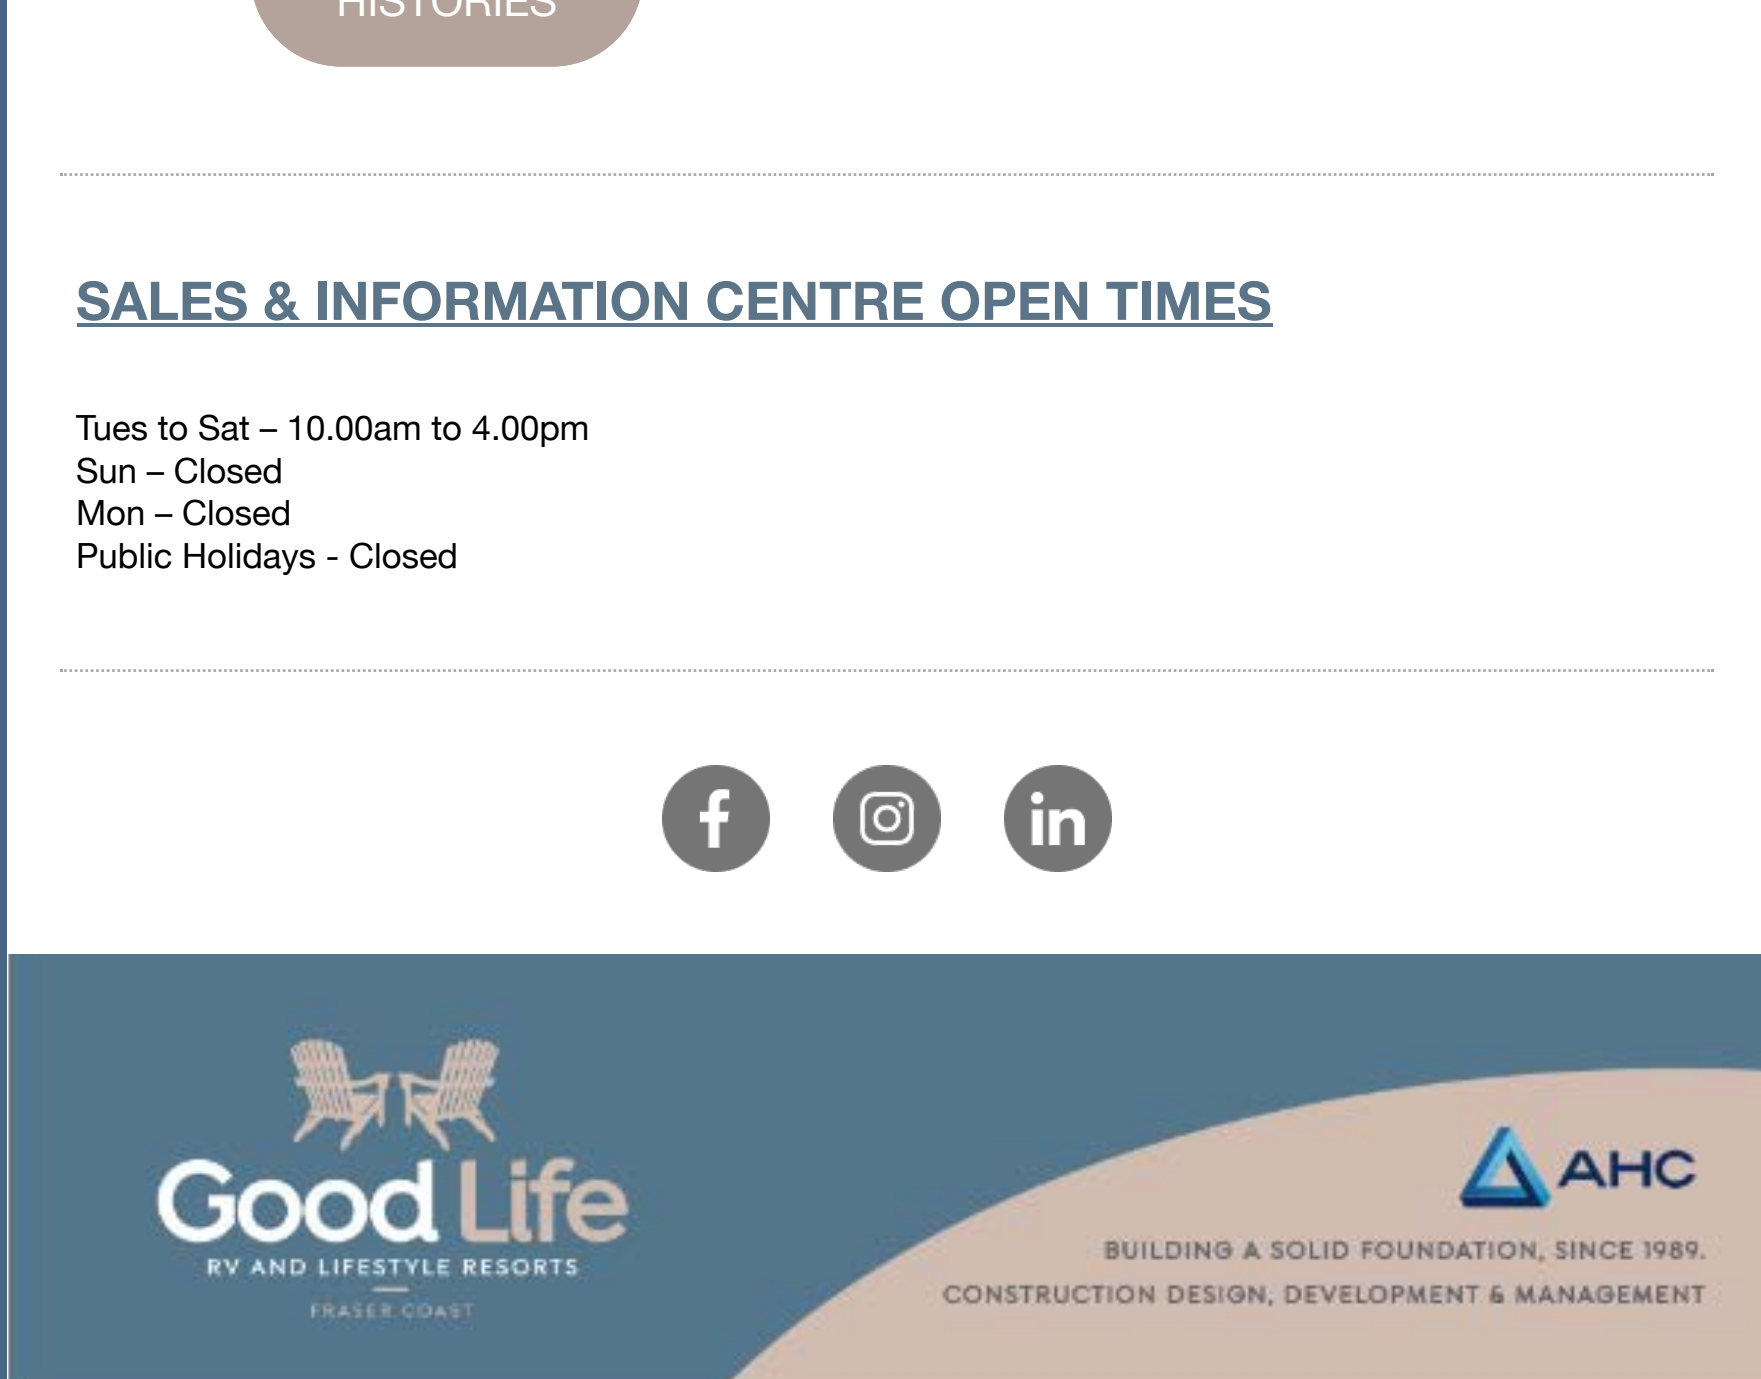 HISTORIES
SALES & INFORMATION CENTRE OPEN TIMES
Tues to Sat – 10.00am to 4.00pm
Sun – Closed
Mon – Closed
Public Holidays - Closed
f
in
Good Life
RV AND LIFESTYLE RESORTS
FRASER COAST
AHC
BUILDING A SOLID FOUNDATION, SINCE 1989.
CONSTRUCTION DESIGN, DEVELOPMENT & MANAGEMENT